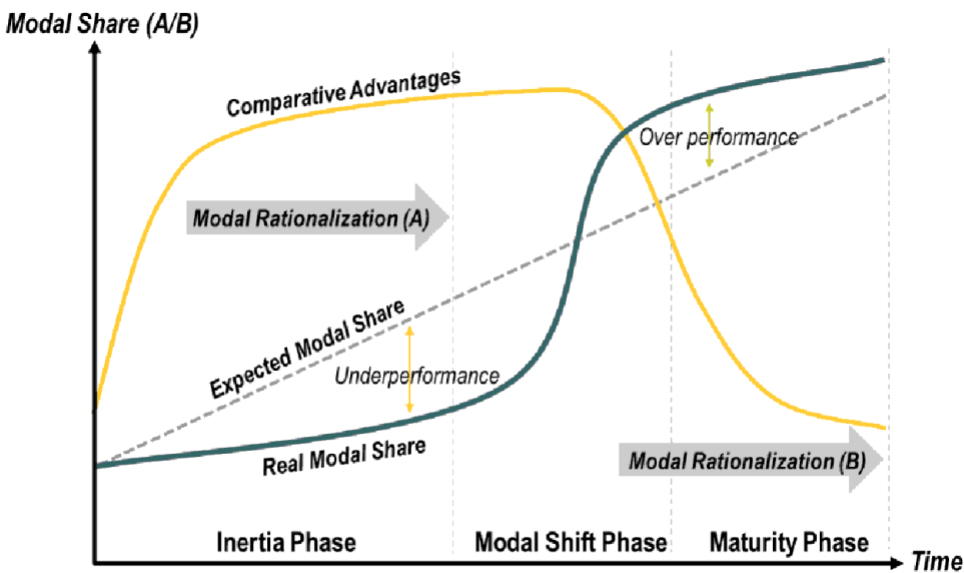 Modal Share (A/B)
Comparative Advantages
Over performance
Modal Rationalization (A)
Expected Modal Share
Underperformance
Real Modal Share
Modal Rationalization (B)
Inertia Phase
Modal Shift Phase
Maturity Phase
Time